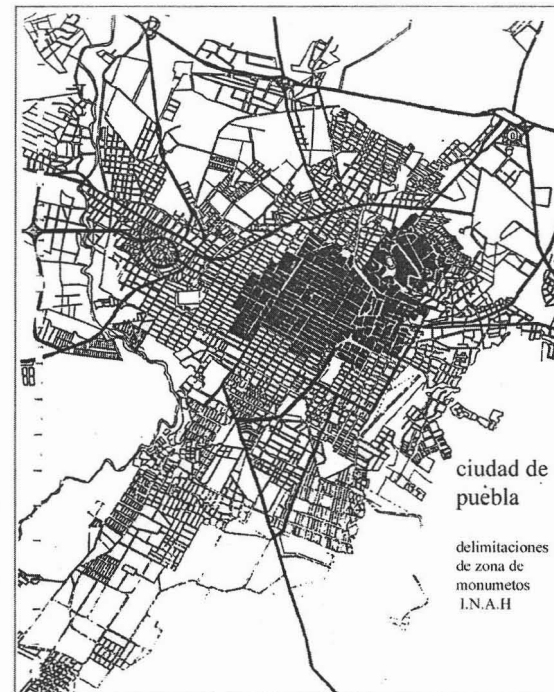 ciudad de
puebla
delimitaciones
de zona de
monumetos
I.N.A.H